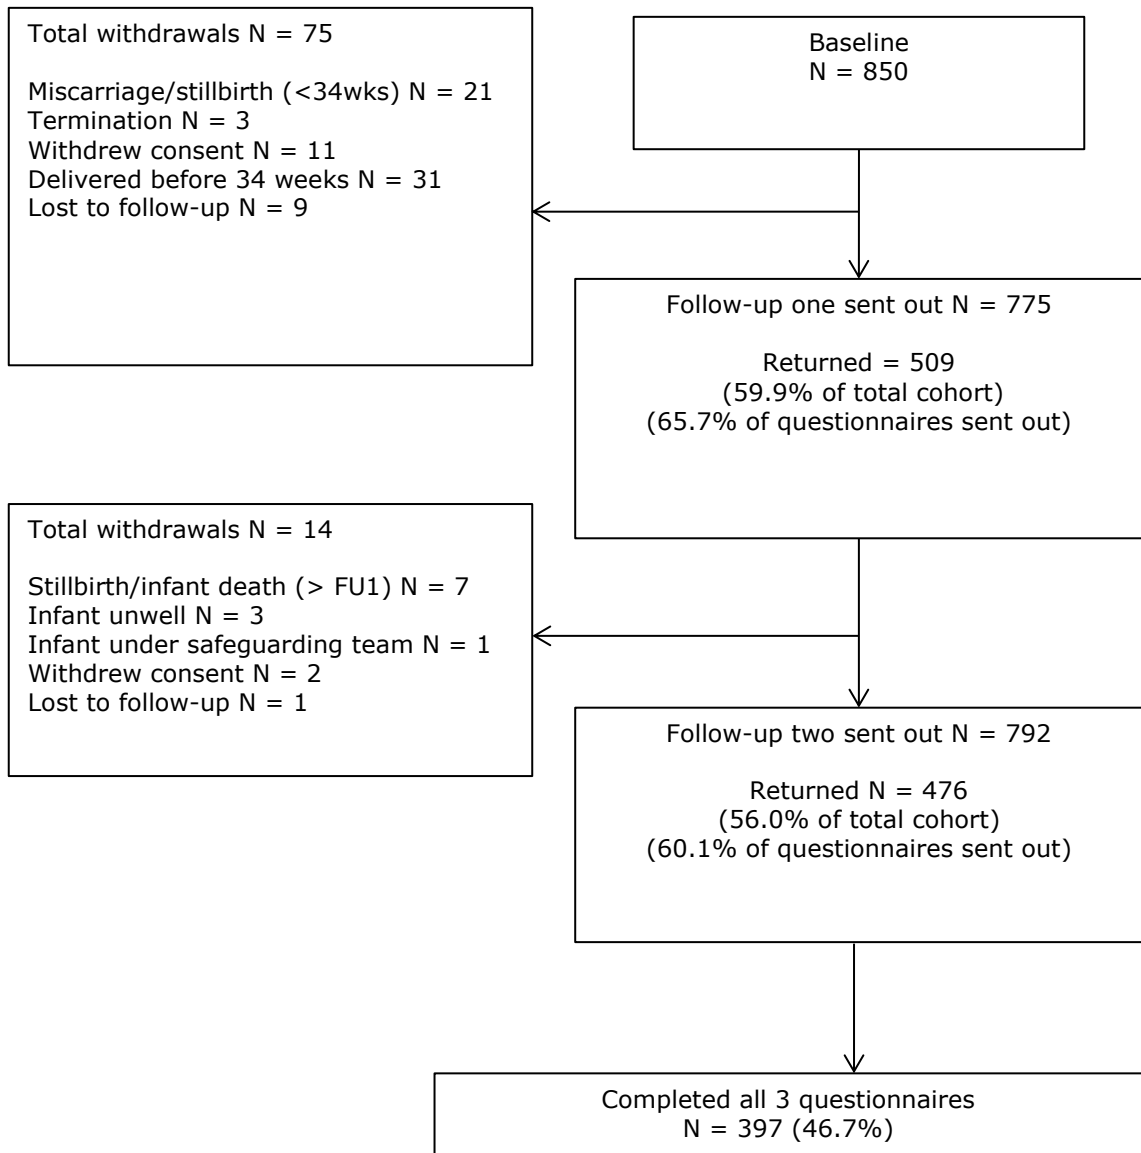 Total withdrawals N = 75
Miscarriage/stillbirth (<34wks) N = 21
Termination N = 3
Withdrew consent N = 11
Delivered before 34 weeks N = 31
Lost to follow-up N = 9
Baseline
N = 850
Follow-up one sent out N = 775
Returned = 509
(59.9% of total cohort)
(65.7% of questionnaires sent out)
Total withdrawals N = 14
Stillbirth/infant death (> FU1) N = 7
Infant unwell N = 3
Infant under safeguarding team N = 1
Withdrew consent N = 2
Lost to follow-up N = 1
Follow-up two sent out N = 792
Returned N = 476
(56.0% of total cohort)
(60.1% of questionnaires sent out)
Completed all 3 questionnaires
N = 397 (46.7%)